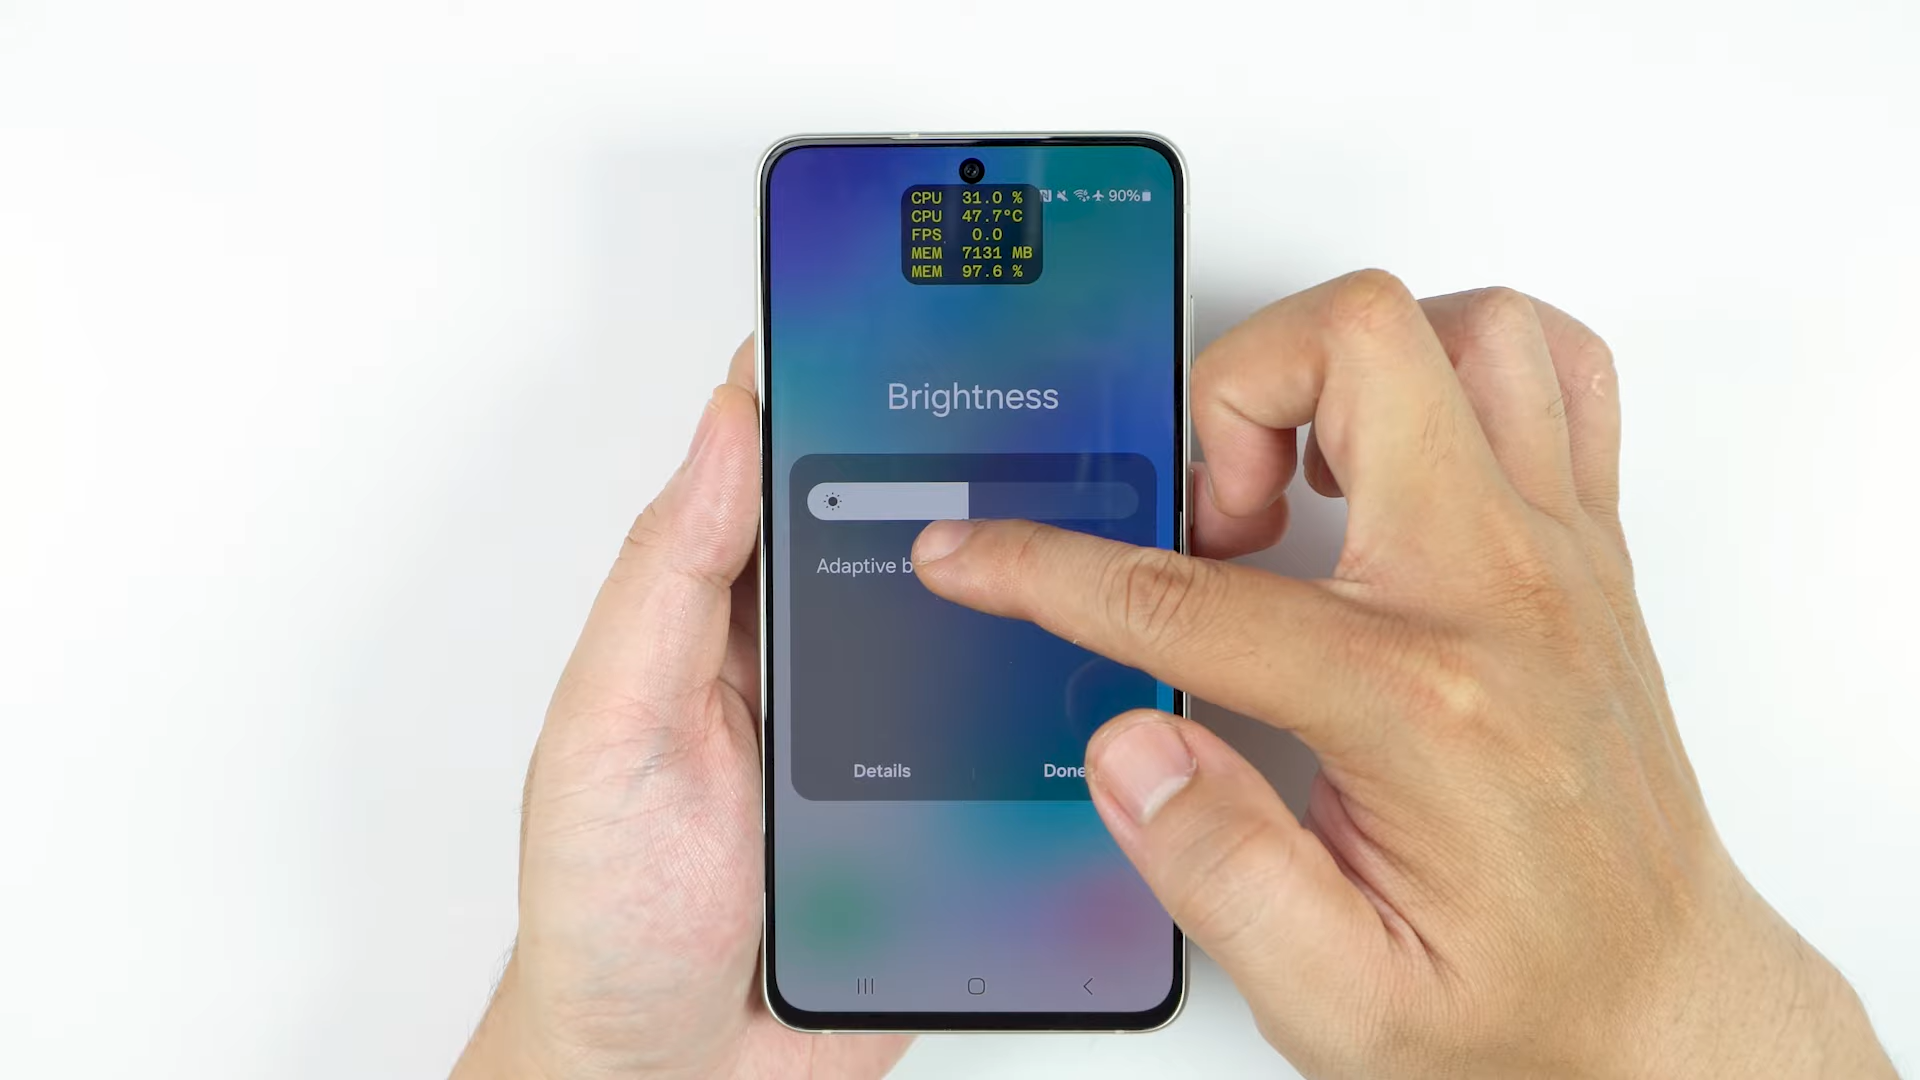 CPU 31.0 %
CPU 47.7°C
FPS 0.0
MEM 7131 MB
MEM 97.6 %
90%
Brightness
Adaptive b
Details
Done